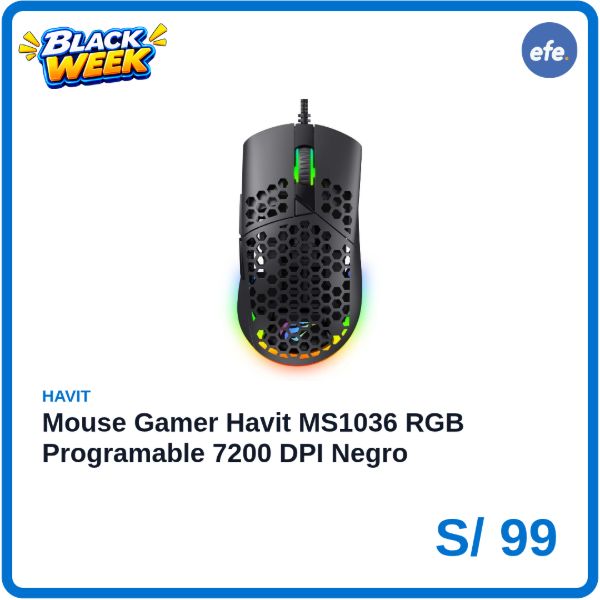 BLACK
WEEK
efe.
HAVIT
Mouse Gamer Havit MS1036 RGB
Programable 7200 DPI Negro
S/ 99